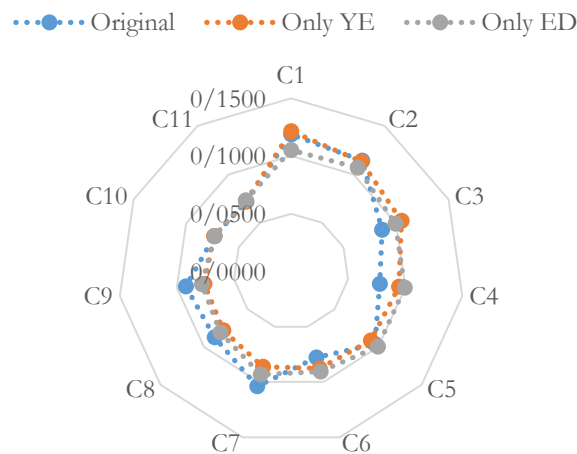 Original Only YE Only ED
C1
0/1500
C11 C2
0/1000
C10 C3
0/0500
0/0000
C9 C4
C8 C5
C7 C6